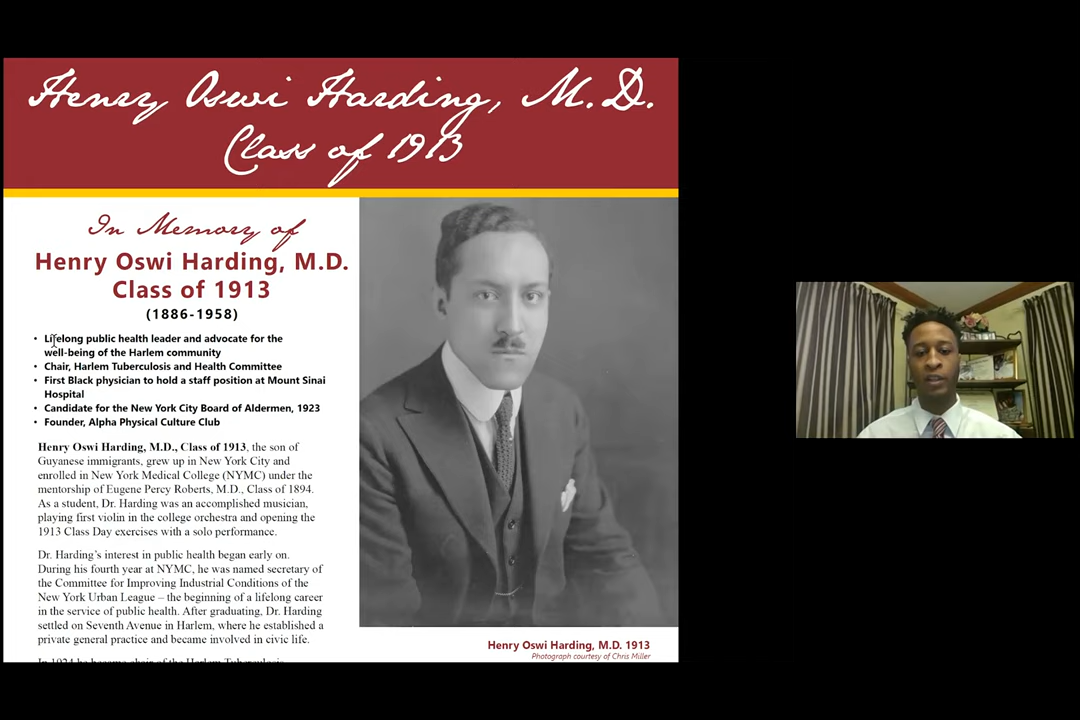 Henry Oswi Harding, M.D.
Class of 1913
In Memory of
Henry Oswi Harding, M.D.
Class of 1913
(1886-1958)
• Lifelong public health leader and advocate for the
well-being of the Harlem community
• Chair, Harlem Tuberculosis and Health Committee
• First Black physician to hold a staff position at Mount Sinai
Hospital
• Candidate for the New York City Board of Aldermen, 1923
• Founder, Alpha Physical Culture Club
Henry Oswi Harding, M.D., Class of 1913, the son of
Guyanese immigrants, grew up in New York City and
enrolled in New York Medical College (NYMC) under the
mentorship of Eugene Percy Roberts, M.D., Class of 1894.
As a student, Dr. Harding was an accomplished musician,
playing first violin in the college orchestra and opening the
1913 Class Day exercises with a solo performance.
Dr. Harding's interest in public health began early on.
During his fourth year at NYMC, he was named secretary of
the Committee for Improving Industrial Conditions of the
New York Urban League – the beginning of a lifelong career
in the service of public health. After graduating, Dr. Harding
settled on Seventh Avenue in Harlem, where he established a
private general practice and became involved in civic life.
In 1924 he became chair of the Harlem Tuberculosis
Henry Oswi Harding, M.D. 1913
Photograph courtesy of Chris Miller